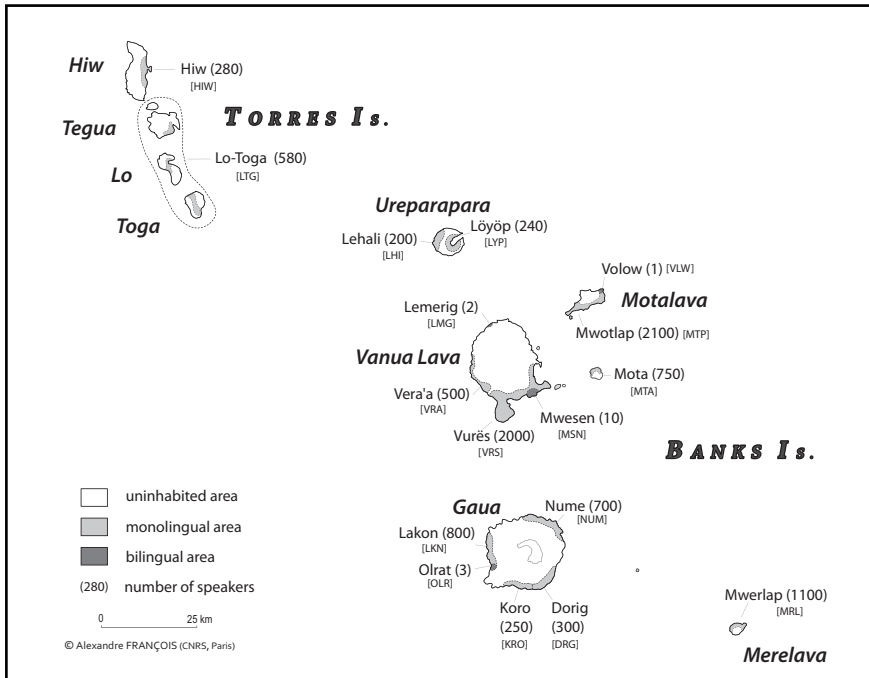 Hiw
Hiw (280)
[HIW]
TORRES Is.
Tegua
Lo-Toga (580)
[LTG]
Lo
Toga
Ureparapara
Löyöp (240)
[LYP]
Lehali (200)
[LHI]
Volow (1) [VLW]
Motalava
Mwotlap (2100) [MTP]
Lemerig (2)
[LMG]
Vanua Lava
Mota (750)
[MTA]
Vera'a (500)
[VRA]
Mwesen (10)
[MSN]
Vurës (2000)
[VRS]
BANKS Is.
Gaua
Nume (700)
[NUM]
Lakon (800)
[LKN]
Olrat (3)
[OLR]
Koro
(250)
[KRO]
Dorig
(300)
[DRG]
Mwerlap (1100)
[MRL]
Merelava
uninhabited area
monolingual area
bilingual area
(280) number of speakers
0 25 km
© Alexandre FRANÇOIS (CNRS, Paris)